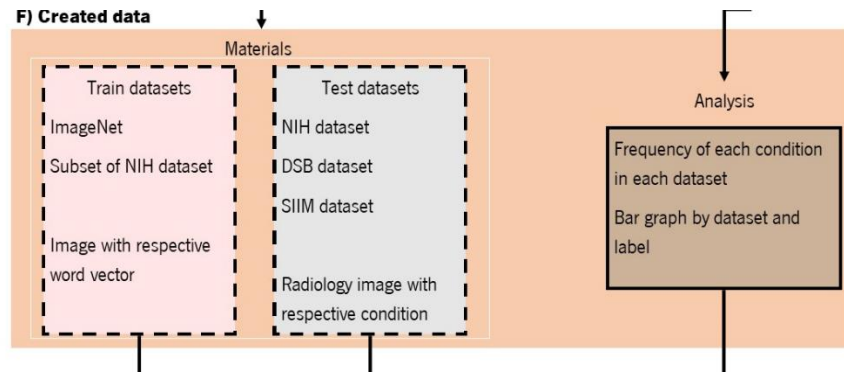 F) Created data
Materials
Train datasets
ImageNet
Subset of NIH dataset
Image with respective
word vector
Test datasets
NIH dataset
DSB dataset
SIIM dataset
Radiology image with
respective condition
Analysis
Frequency of each condition
in each dataset
Bar graph by dataset and
label